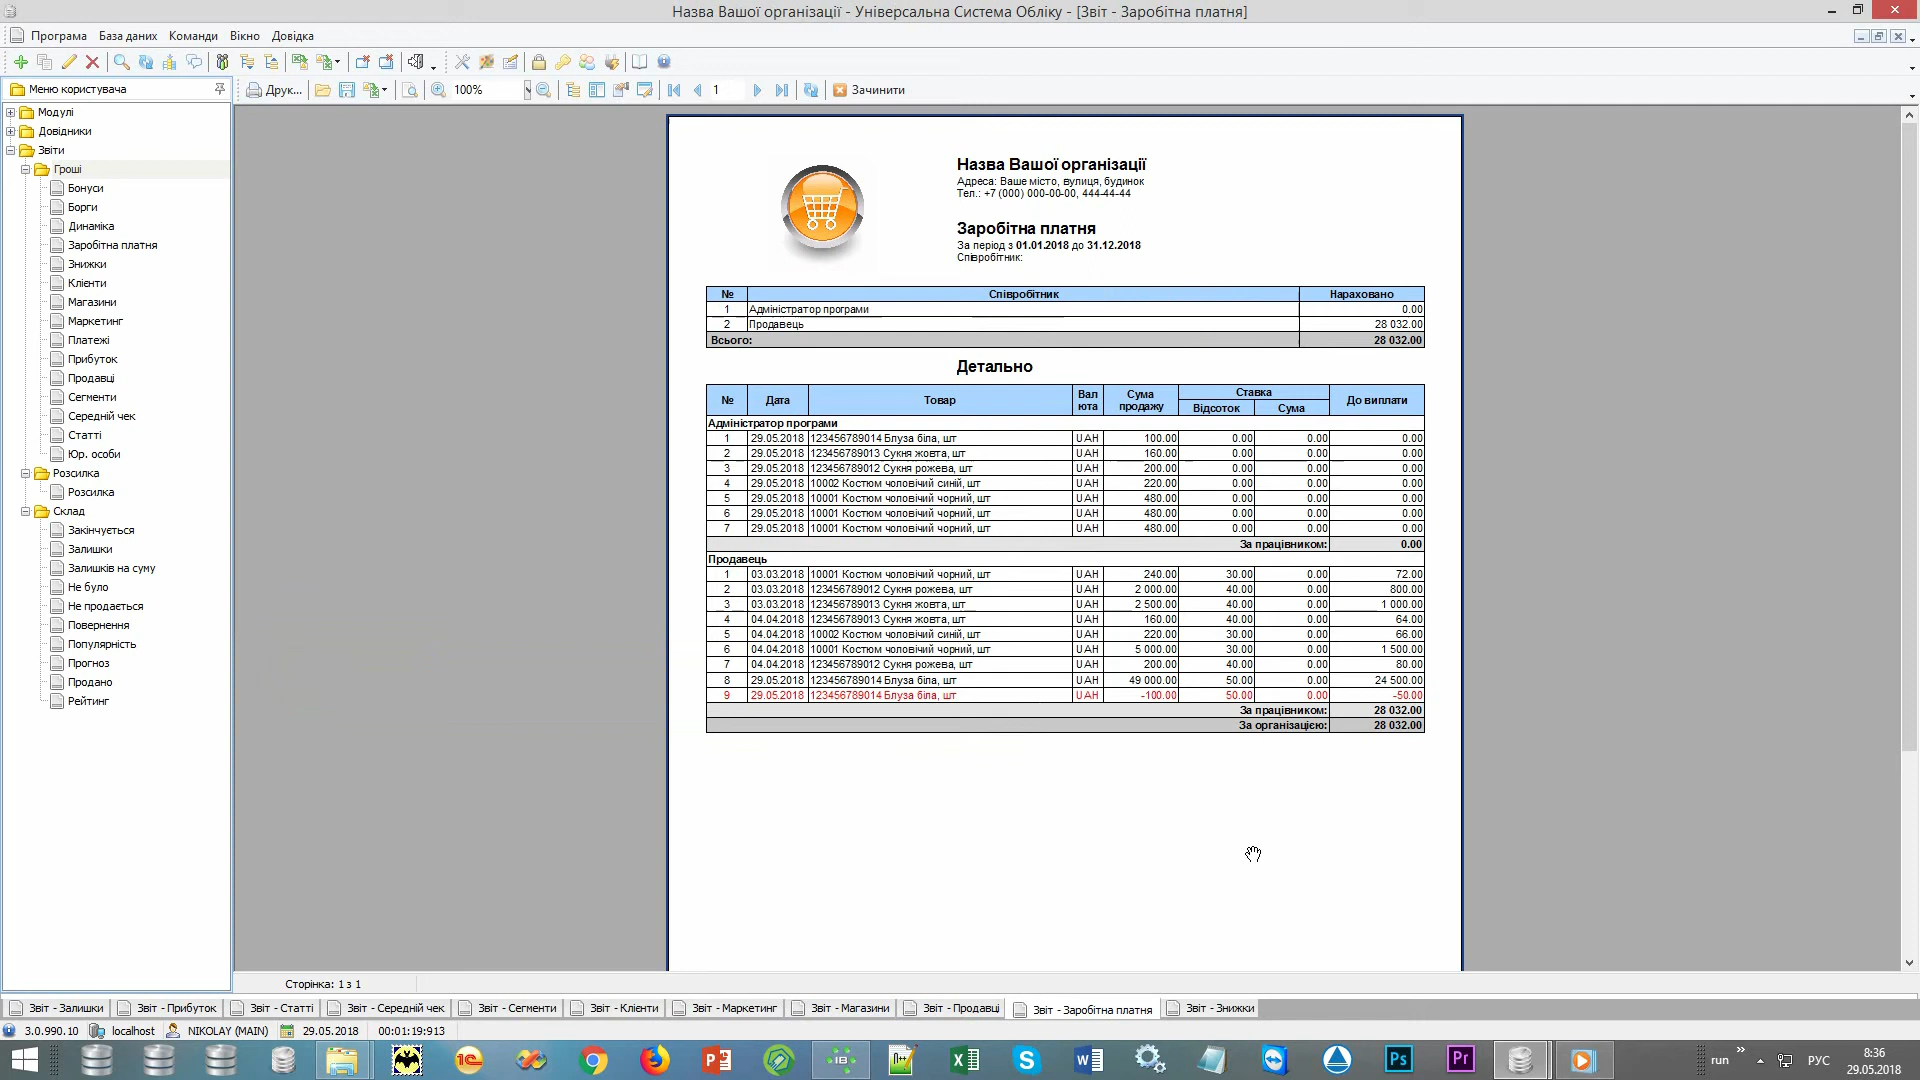 Назва Вашої організації - Універсальна Система Обліку - [Звіт - Заробітна платня]
Програма База даних Команди Вікно Довідка
Меню користувача
Друк... 100% 1 Зачинити
Модулі
Довідники
Звіти
Гроші
Бонуси
Борги
Динаміка
Заробітна платня
Знижки
Клієнти
Магазини
Маркетинг
Платежі
Прибуток
Продавці
Сегменти
Середній чек
Статті
Юр. особи
Розсилка
Розсилка
Склад
Закінчується
Залишки
Залишків на суму
Не було
Не продається
Повернення
Популярність
Прогноз
Продано
Рейтинг
Назва Вашої організації
Адреса: Ваше місто, вулиця, будинок
Тел.: +7 (000) 000-00-00, 444-44-44
Заробітна платня
За період з 01.01.2018 до 31.12.2018
Співробітник:
№ Співробітник Нараховано
1 Адміністратор програми 0.00
2 Продавець 28 032.00
Всього: 28 032.00
Детально
№ Дата Товар Валюта Сума продажу Ставка До виплати
Відсоток Сума
Адміністратор програми
1 29.05.2018 123456789014 Блуза біла, шт UAH 100.00 0.00 0.00 0.00
2 29.05.2018 123456789013 Сукня жовта, шт UAH 160.00 0.00 0.00 0.00
3 29.05.2018 123456789012 Сукня рожева, шт UAH 200.00 0.00 0.00 0.00
4 29.05.2018 10002 Костюм чоловічий синій, шт UAH 220.00 0.00 0.00 0.00
5 29.05.2018 10001 Костюм чоловічий чорний, шт UAH 480.00 0.00 0.00 0.00
6 29.05.2018 10001 Костюм чоловічий чорний, шт UAH 480.00 0.00 0.00 0.00
7 29.05.2018 10001 Костюм чоловічий чорний, шт UAH 480.00 0.00 0.00 0.00
За працівником: 0.00
Продавець
1 03.03.2018 10001 Костюм чоловічий чорний, шт UAH 240.00 30.00 0.00 72.00
2 03.03.2018 123456789012 Сукня рожева, шт UAH 2 000.00 40.00 0.00 800.00
3 03.03.2018 123456789013 Сукня жовта, шт UAH 2 500.00 40.00 0.00 1 000.00
4 04.04.2018 123456789013 Сукня жовта, шт UAH 160.00 40.00 0.00 64.00
5 04.04.2018 10002 Костюм чоловічий синій, шт UAH 220.00 30.00 0.00 66.00
6 04.04.2018 10001 Костюм чоловічий чорний, шт UAH 5 000.00 30.00 0.00 1 500.00
7 04.04.2018 123456789012 Сукня рожева, шт UAH 200.00 40.00 0.00 80.00
8 29.05.2018 123456789014 Блуза біла, шт UAH 49 000.00 50.00 0.00 24 500.00
9 29.05.2018 123456789014 Блуза біла, шт UAH -100.00 50.00 0.00 -50.00
За працівником: 28 032.00
За організацією: 28 032.00
Сторінка: 1 з 1
Звіт - Залишки Звіт - Прибуток Звіт - Статті Звіт - Середній чек Звіт - Сегменти Звіт - Клієнти Звіт - Маркетинг Звіт - Магазини Звіт - Продавці Звіт - Заробітна платня Звіт - Знижки
3.0.990.10 localhost NIKOLAY (MAIN) 29.05.2018 00:01:19:913
run РУС 8:36
29.05.2018